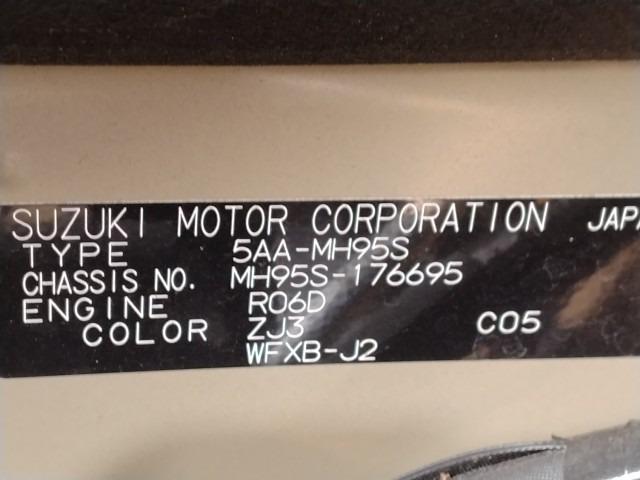 SUZUKI MOTOR CORPORATION JAPA
TYPE 5AA-MH95S
CHASSIS NO. MH95S-176695
ENGINE R06D
COLOR ZJ3 C05
WFXB-J2